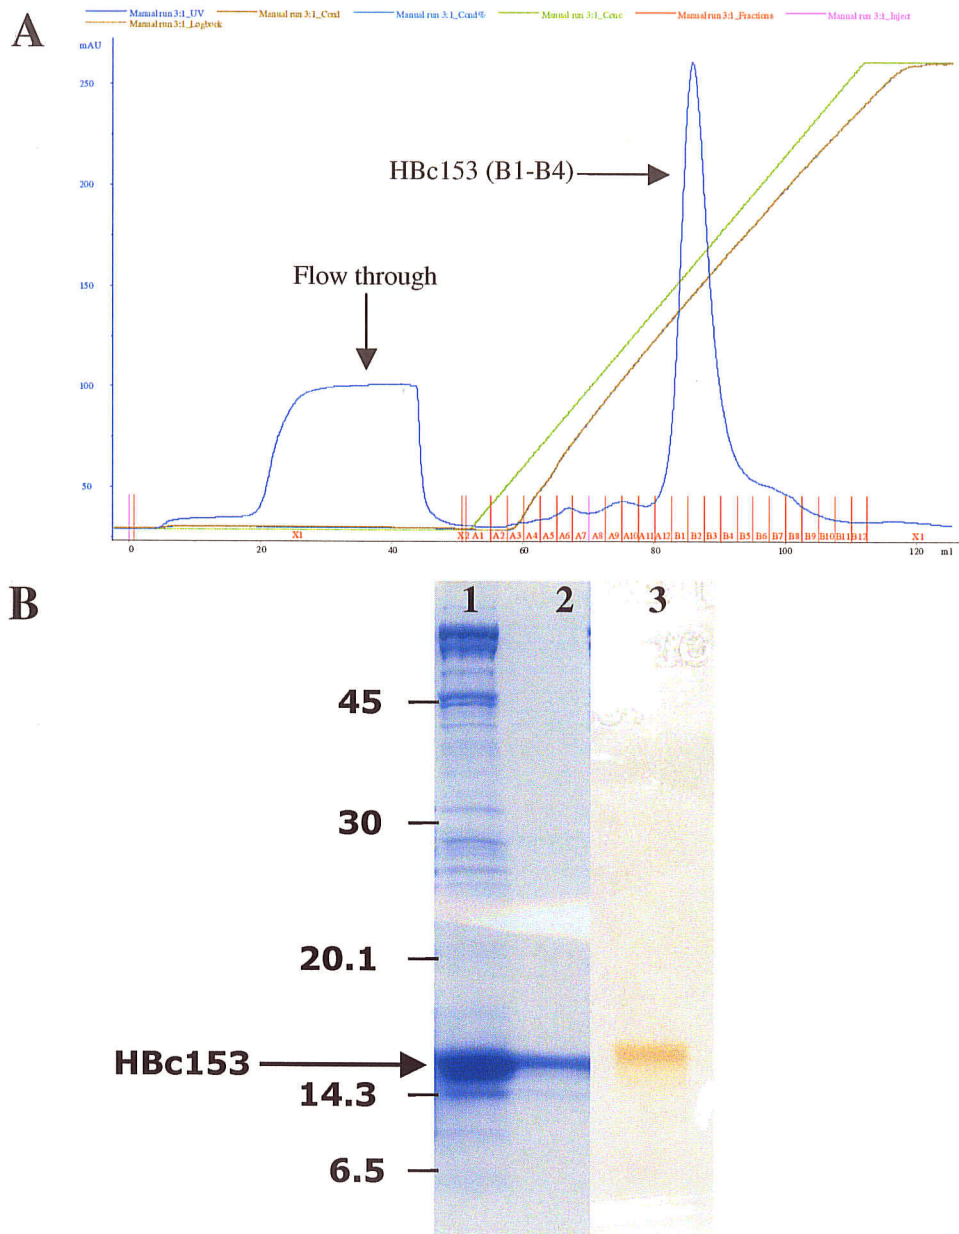 A
Manual run 3:1_UV Manual run 3:1_Cond Manual run 3:1_Cond% Manual run 3:1_Conc Manual run 3:1_Fractions Manual run 3:1_Inject
Manual run 3:1_Logbook
mAU
250
200
150
100
50
HBc153 (B1-B4)
Flow through
X1 X2 A1 A2 A3 A4 A5 A6 A7 A8 A9 A10 A11 A12 B1 B2 B3 B4 B5 B6 B7 B8 B9 B10 B11 B12 X1
0 20 40 60 80 100 120 ml
B
1 2 3
45
30
20.1
HBc153
14.3
6.5